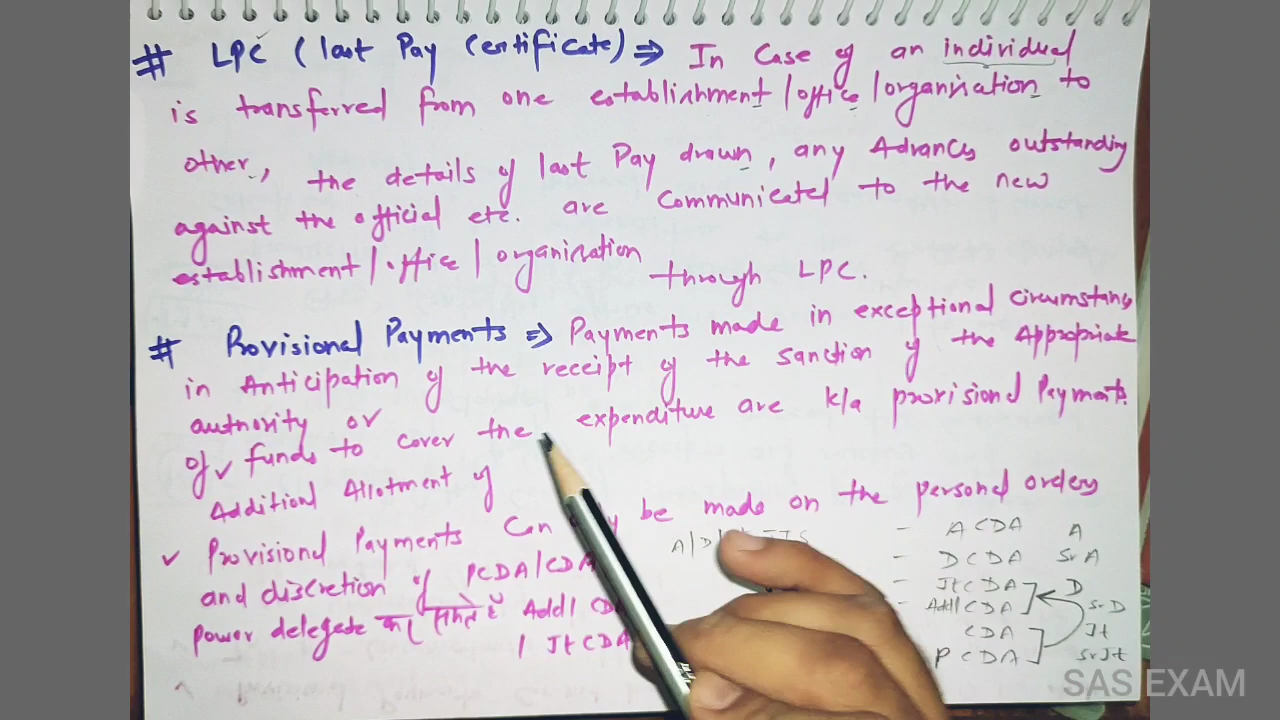 # LPC (last Pay Certificate) ⇒ In Case of an individual
is transferred from one establishment/office/organisation to
other, the details of last Pay drawn, any Advances outstanding
against the official etc. are communicated to the new
establishment/office/organisation through LPC.
# Provisional Payments ⇒ Payments made in exceptional circumstances
in Anticipation of the receipt of the sanction of the Appropriate
authority or
of ✓ funds to cover the expenditure are k/a provisional Payments.
Additional Allotment of
✓ Provisional Payments Can be made on the personal orders
and discretion of PCDA/CDA
power delegate कर सकते हैं Addl
/ Jt CDA
- ACDA A
- DCDA SrA
- Jt CDA D
- Addl CDA SrD
CDA Jt
PCDA SrJt
SAS EXAM